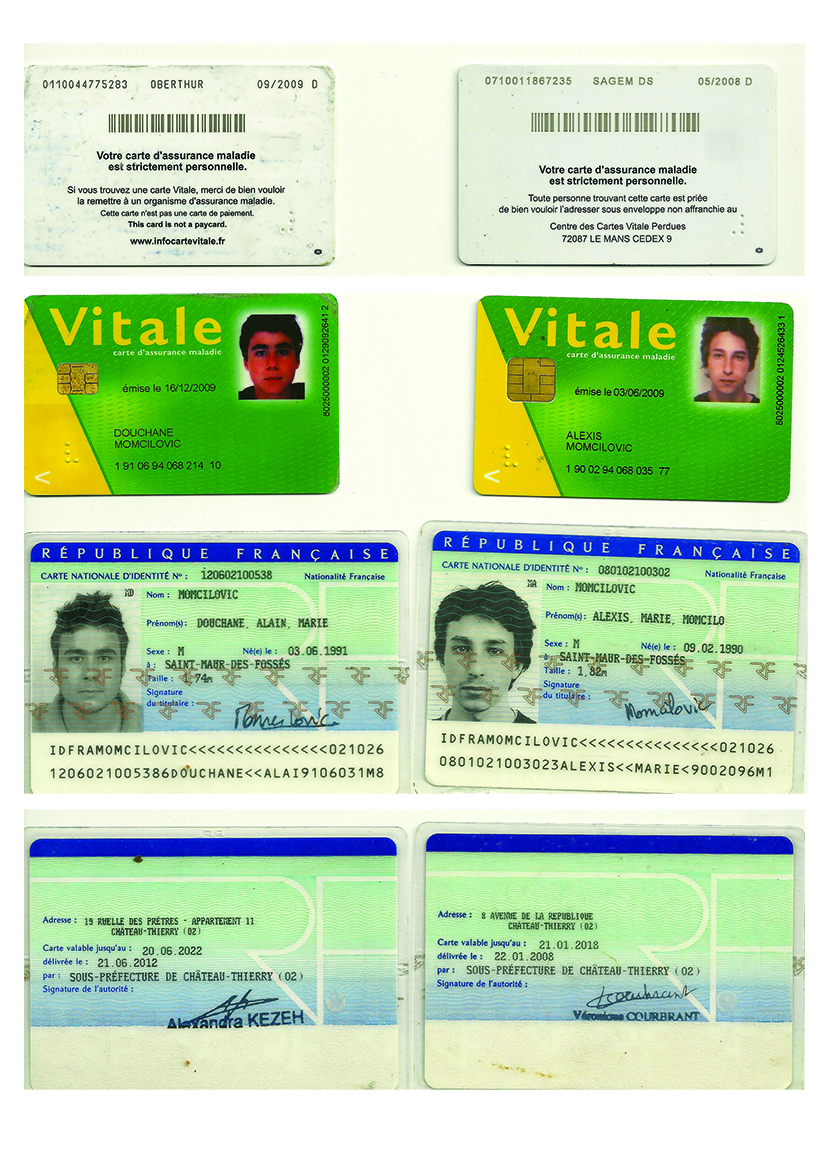 0110044775283 OBERTHUR 09/2009 D
Votre carte d'assurance maladie
est strictement personnelle.
Si vous trouvez une carte Vitale, merci de bien vouloir
la remettre à un organisme d'assurance maladie.
Cette carte n'est pas une carte de paiement.
This card is not a paycard.
www.infocartevitale.fr
0710011867235 SAGEM DS 05/2008 D
Votre carte d'assurance maladie
est strictement personnelle.
Toute personne trouvant cette carte est priée
de bien vouloir l'adresser sous enveloppe non affranchie au
Centre des Cartes Vitale Perdues
72087 LE MANS CEDEX 9
Vitale
carte d'assurance maladie
émise le 16/12/2009
DOUCHANE
MOMCILOVIC
1 91 06 94 068 214 10
8025000002 0129092641 2
Vitale
carte d'assurance maladie
émise le 03/06/2009
ALEXIS
MOMCILOVIC
1 90 02 94 068 035 77
8025000002 0124526433 1
RÉPUBLIQUE FRANÇAISE
CARTE NATIONALE D'IDENTITÉ Nº : 120602100538 Nationalité Française
MD
Nom : MOMCILOVIC
Prénom(s) : DOUCHANE, ALAIN, MARIE
Sexe : M Né(e) le : 03.06.1991
à : SAINT-MAUR-DES-FOSSÉS
Taille : 1,74m
Signature
du titulaire :
Momcilovic
IDFRAMOMCILOVIC<<<<<<<<<<<<<<<021026
1206021005386DOUCHANE<<ALAI9106031M8
RÉPUBLIQUE FRANÇAISE
CARTE NATIONALE D'IDENTITÉ Nº : 080102100302 Nationalité Française
MA
Nom : MOMCILOVIC
Prénom(s) : ALEXIS, MARIE, MOMCILO
Sexe : M Né(e) le : 09.02.1990
à : SAINT-MAUR-DES-FOSSÉS
Taille : 1,82m
Signature
du titulaire :
Momcilovic
IDFRAMOMCILOVIC<<<<<<<<<<<<<<<021026
0801021003023ALEXIS<<MARIE<9002096M1
Adresse : 19 RUELLE DES PRÊTRES - APPARTEMENT 11
CHÂTEAU-THIERRY (02)
Carte valable jusqu'au : 20.06.2022
délivrée le : 21.06.2012
par : SOUS-PRÉFECTURE DE CHÂTEAU-THIERRY (02)
Signature de l'autorité :
Alexandra KEZEH
Adresse : 8 AVENUE DE LA REPUBLIQUE
CHÂTEAU-THIERRY (02)
Carte valable jusqu'au : 21.01.2018
délivrée le : 22.01.2008
par : SOUS-PRÉFECTURE DE CHÂTEAU-THIERRY (02)
Signature de l'autorité :
Véronique COURBRANT